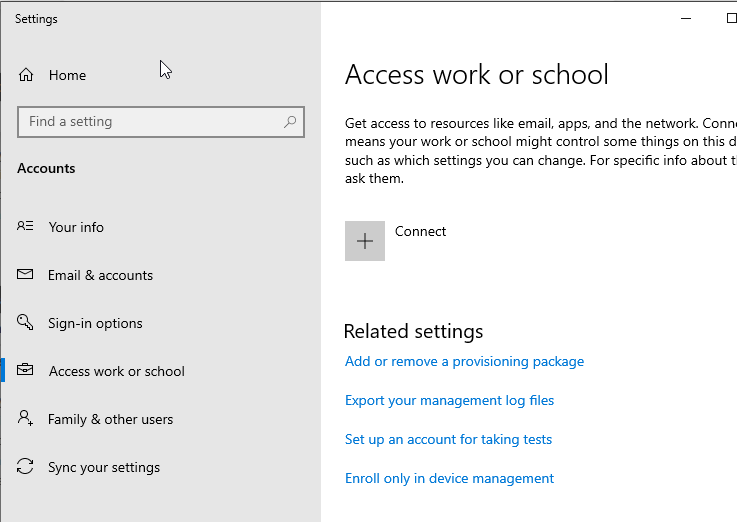 Settings
Home
Find a setting
Accounts
Your info
Email & accounts
Sign-in options
Access work or school
Family & other users
Sync your settings
Access work or school
Get access to resources like email, apps, and the network.
means your work or school might control some things on this
such as which settings you can change. For specific info about
ask them.
Connect
Related settings
Add or remove a provisioning package
Export your management log files
Set up an account for taking tests
Enroll only in device management